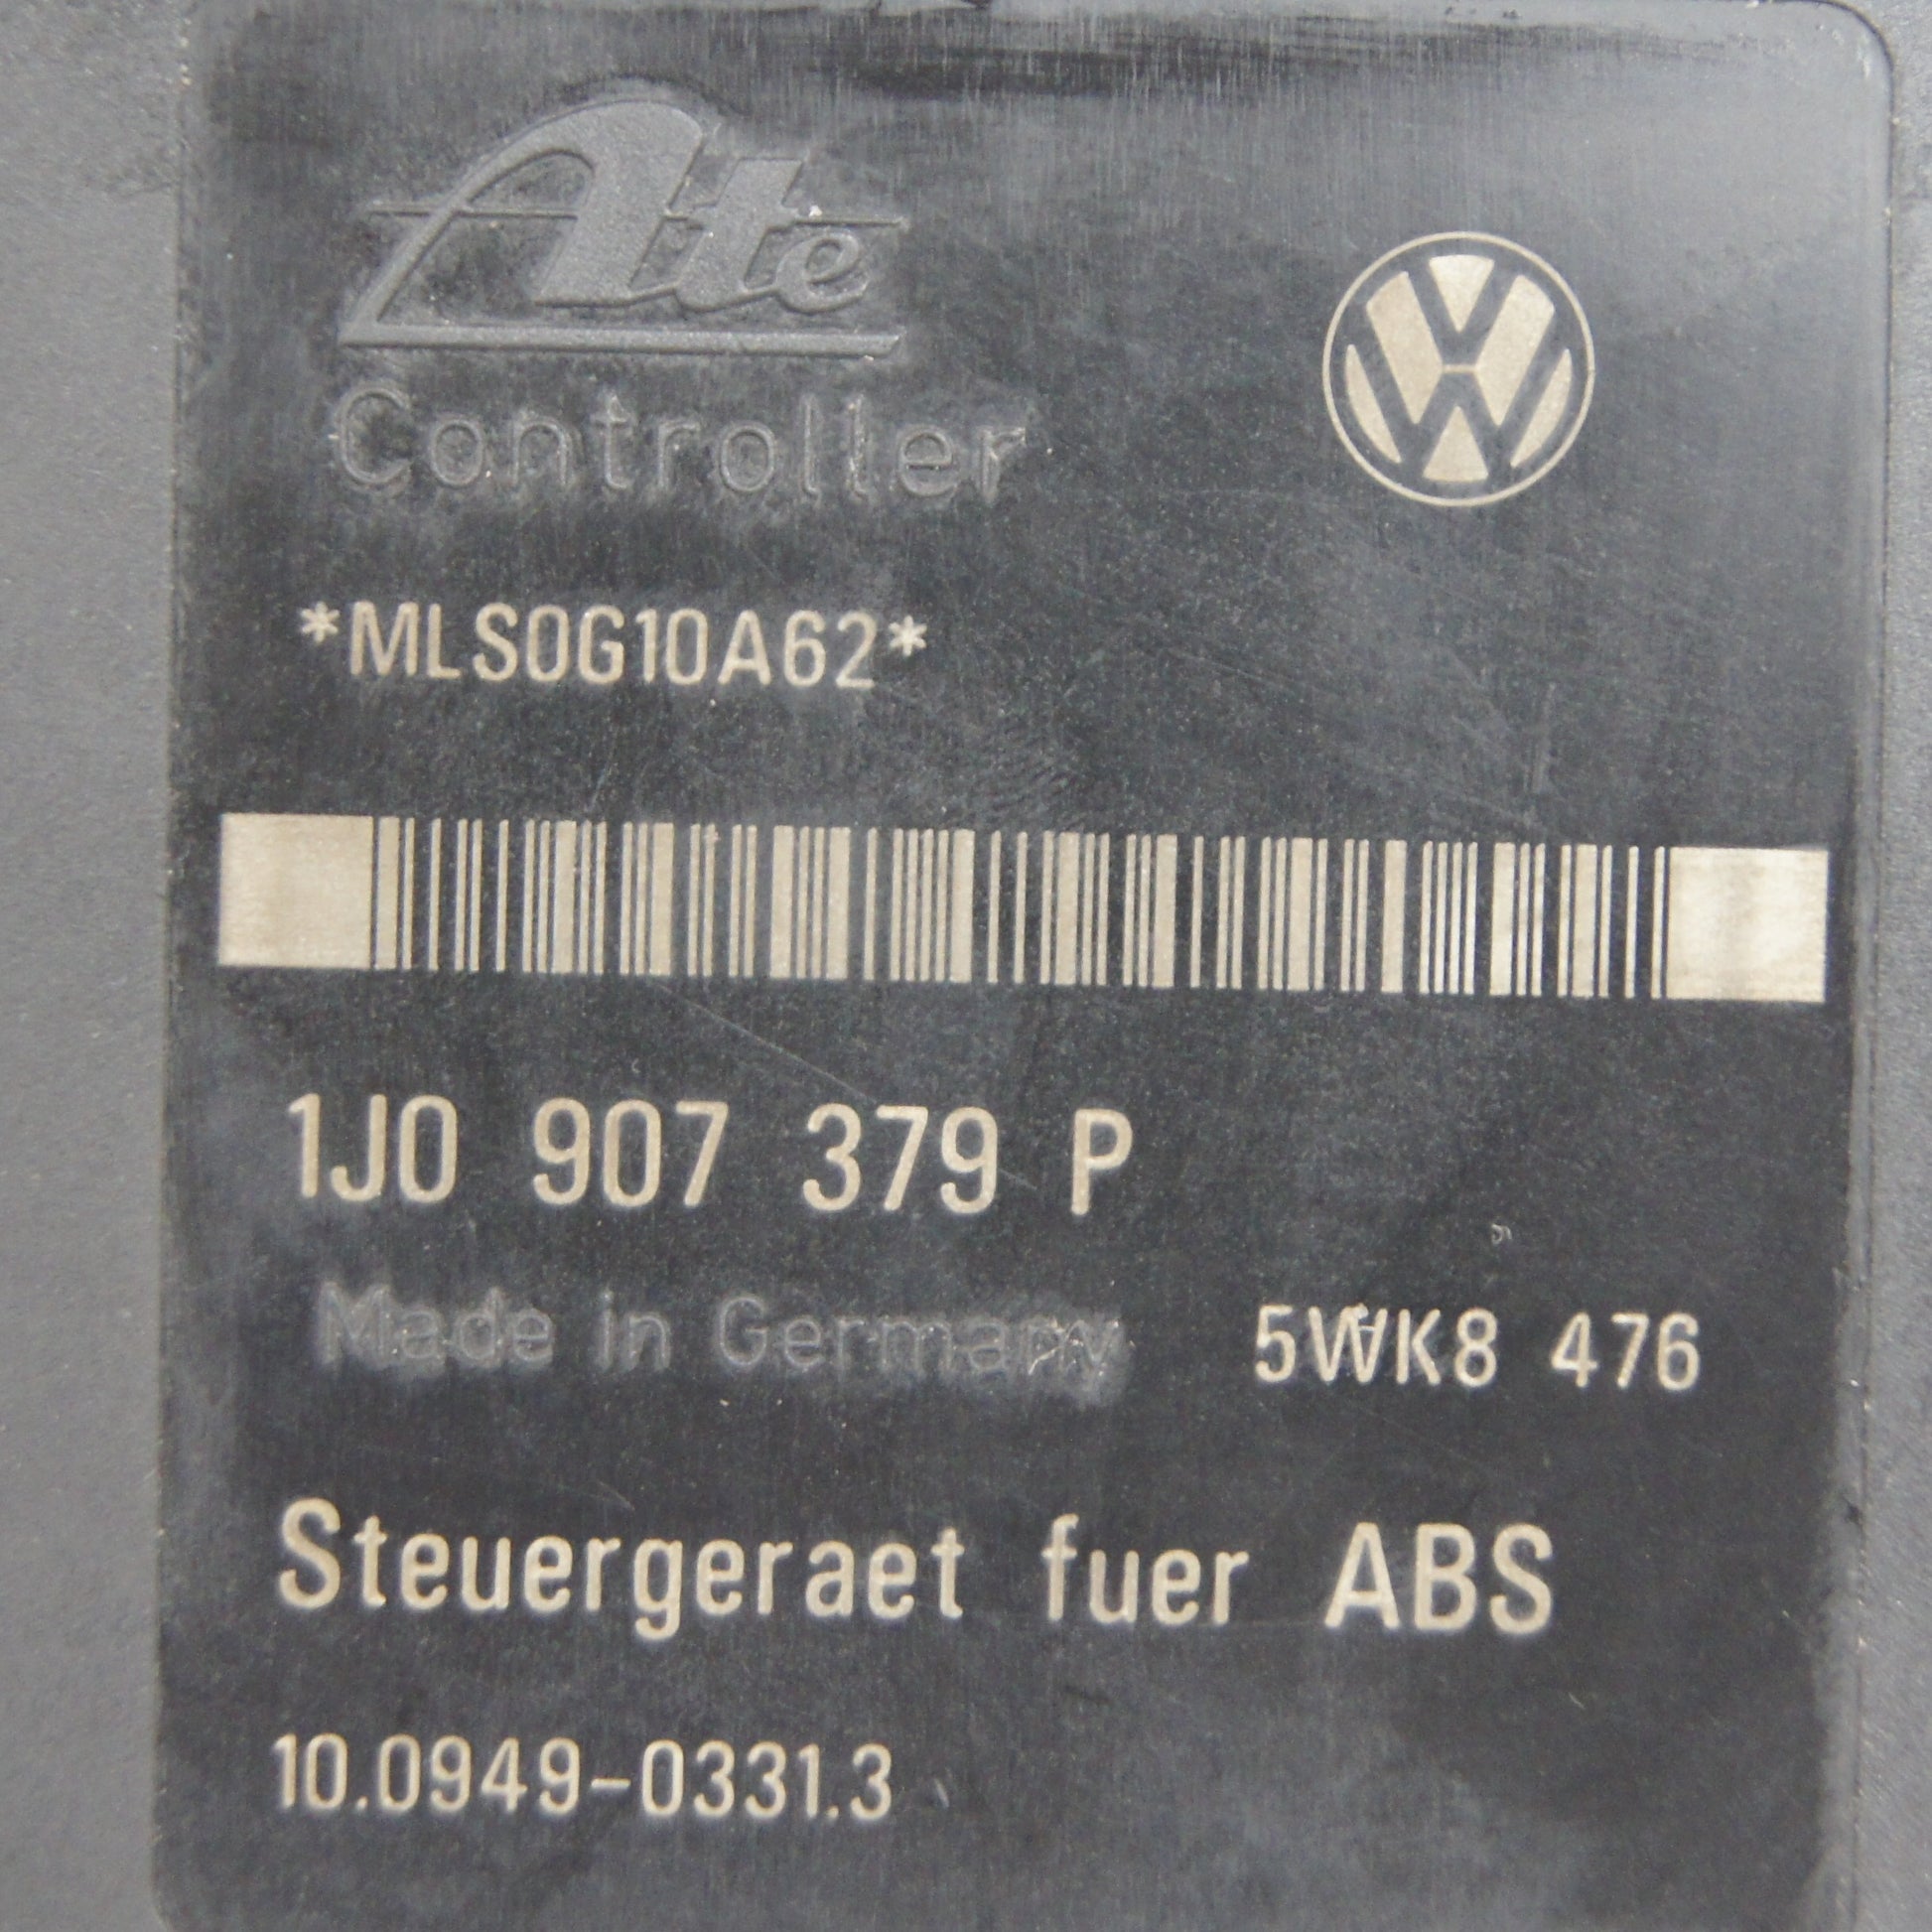 Ate
Controller
*MLS0G10A62*
1J0 907 379 P
Made in Germany 5WK8 476
Steuergeraet fuer ABS
10.0949-0331.3